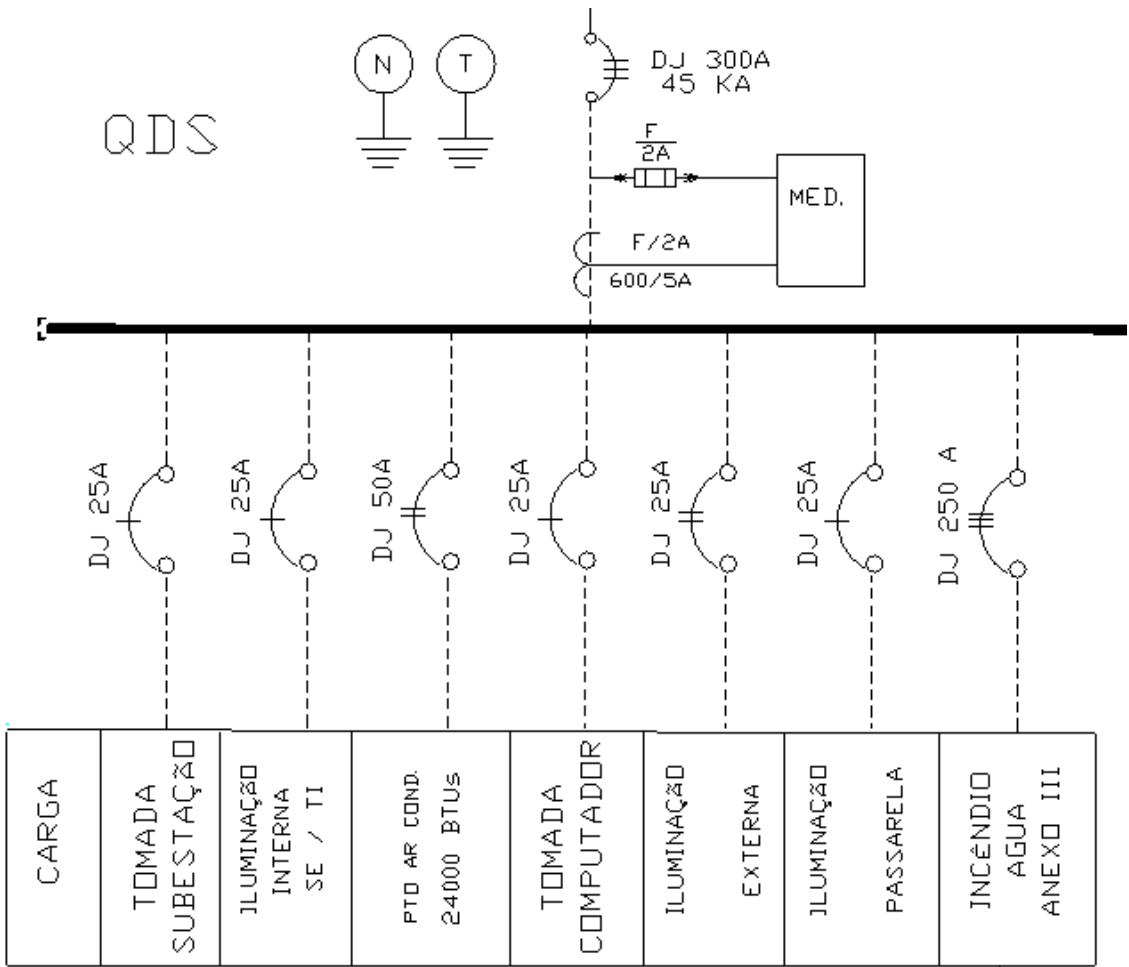 QDS
N
T
DJ 300A
45 KA
F
2A
MED.
F/2A
600/5A
DJ 25A
DJ 25A
DJ 50A
DJ 25A
DJ 25A
DJ 25A
DJ 250 A
CARGA
TOMADA
SUBESTAÇÃO
ILUMINAÇÃO
INTERNA
SE / TI
PTO AR COND.
24000 BTUs
TOMADA
COMPUTADOR
ILUMINAÇÃO
EXTERNA
ILUMINAÇÃO
PASSARELA
INCÊNDIO
AGUA
ANEXO III